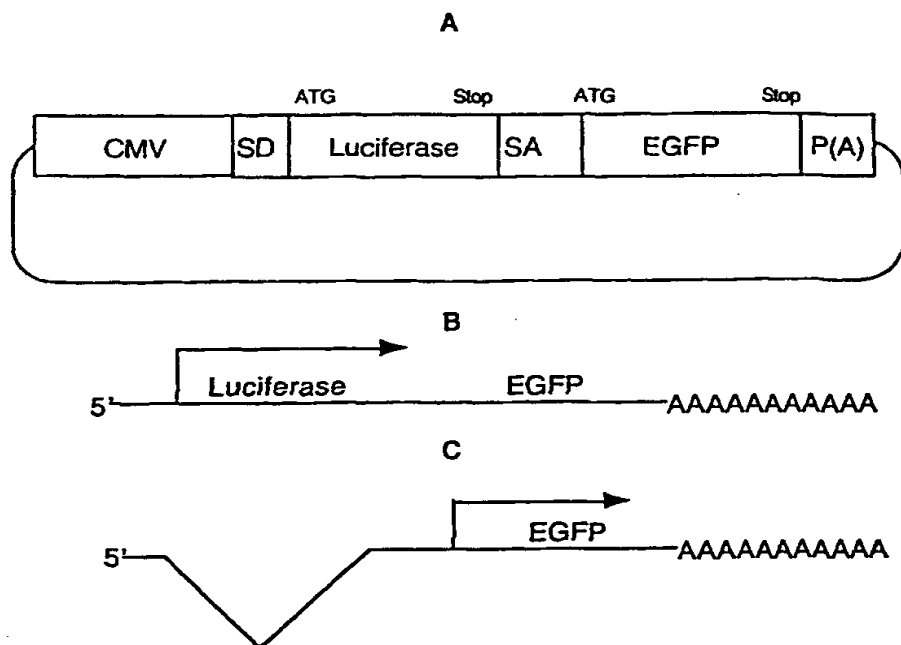 A
ATG Stop ATG Stop
CMV SD Luciferase SA EGFP P(A)
B
Luciferase EGFP
5' AAAAAAAAAAA
C
EGFP
5' AAAAAAAAAAA